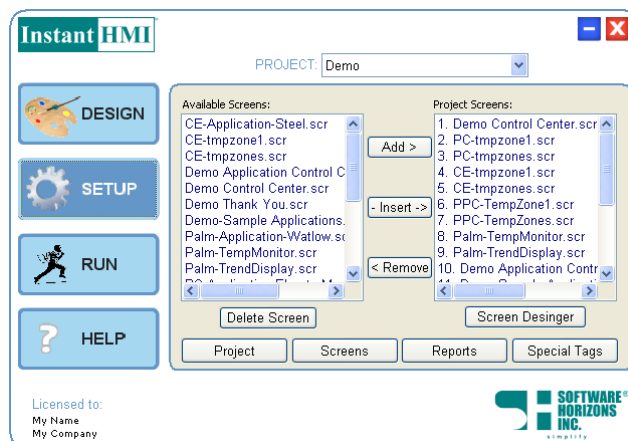 Instant HMI
PROJECT: Demo
DESIGN
SETUP
RUN
HELP
Available Screens:
CE-Application-Steel.scr
CE-tmpzone1.scr
CE-tmpzones.scr
Demo Application Control C
Demo Control Center.scr
Demo Thank You.scr
Demo-Sample Applications.
Palm-Application-Watlow.sc
Palm-TempMonitor.scr
Palm-TrendDisplay.scr
Add >
- Insert ->
< Remove
Project Screens:
1. Demo Control Center.scr
2. PC-tmpzone1.scr
3. PC-tmpzones.scr
4. CE-tmpzone1.scr
5. CE-tmpzones.scr
6. PPC-TempZone1.scr
7. PPC-TempZones.scr
8. Palm-TempMonitor.scr
9. Palm-TrendDisplay.scr
10. Demo Application Contr
Delete Screen
Screen Desinger
Project
Screens
Reports
Special Tags
Licensed to:
My Name
My Company
SOFTWARE®
HORIZONS
INC.
simplify